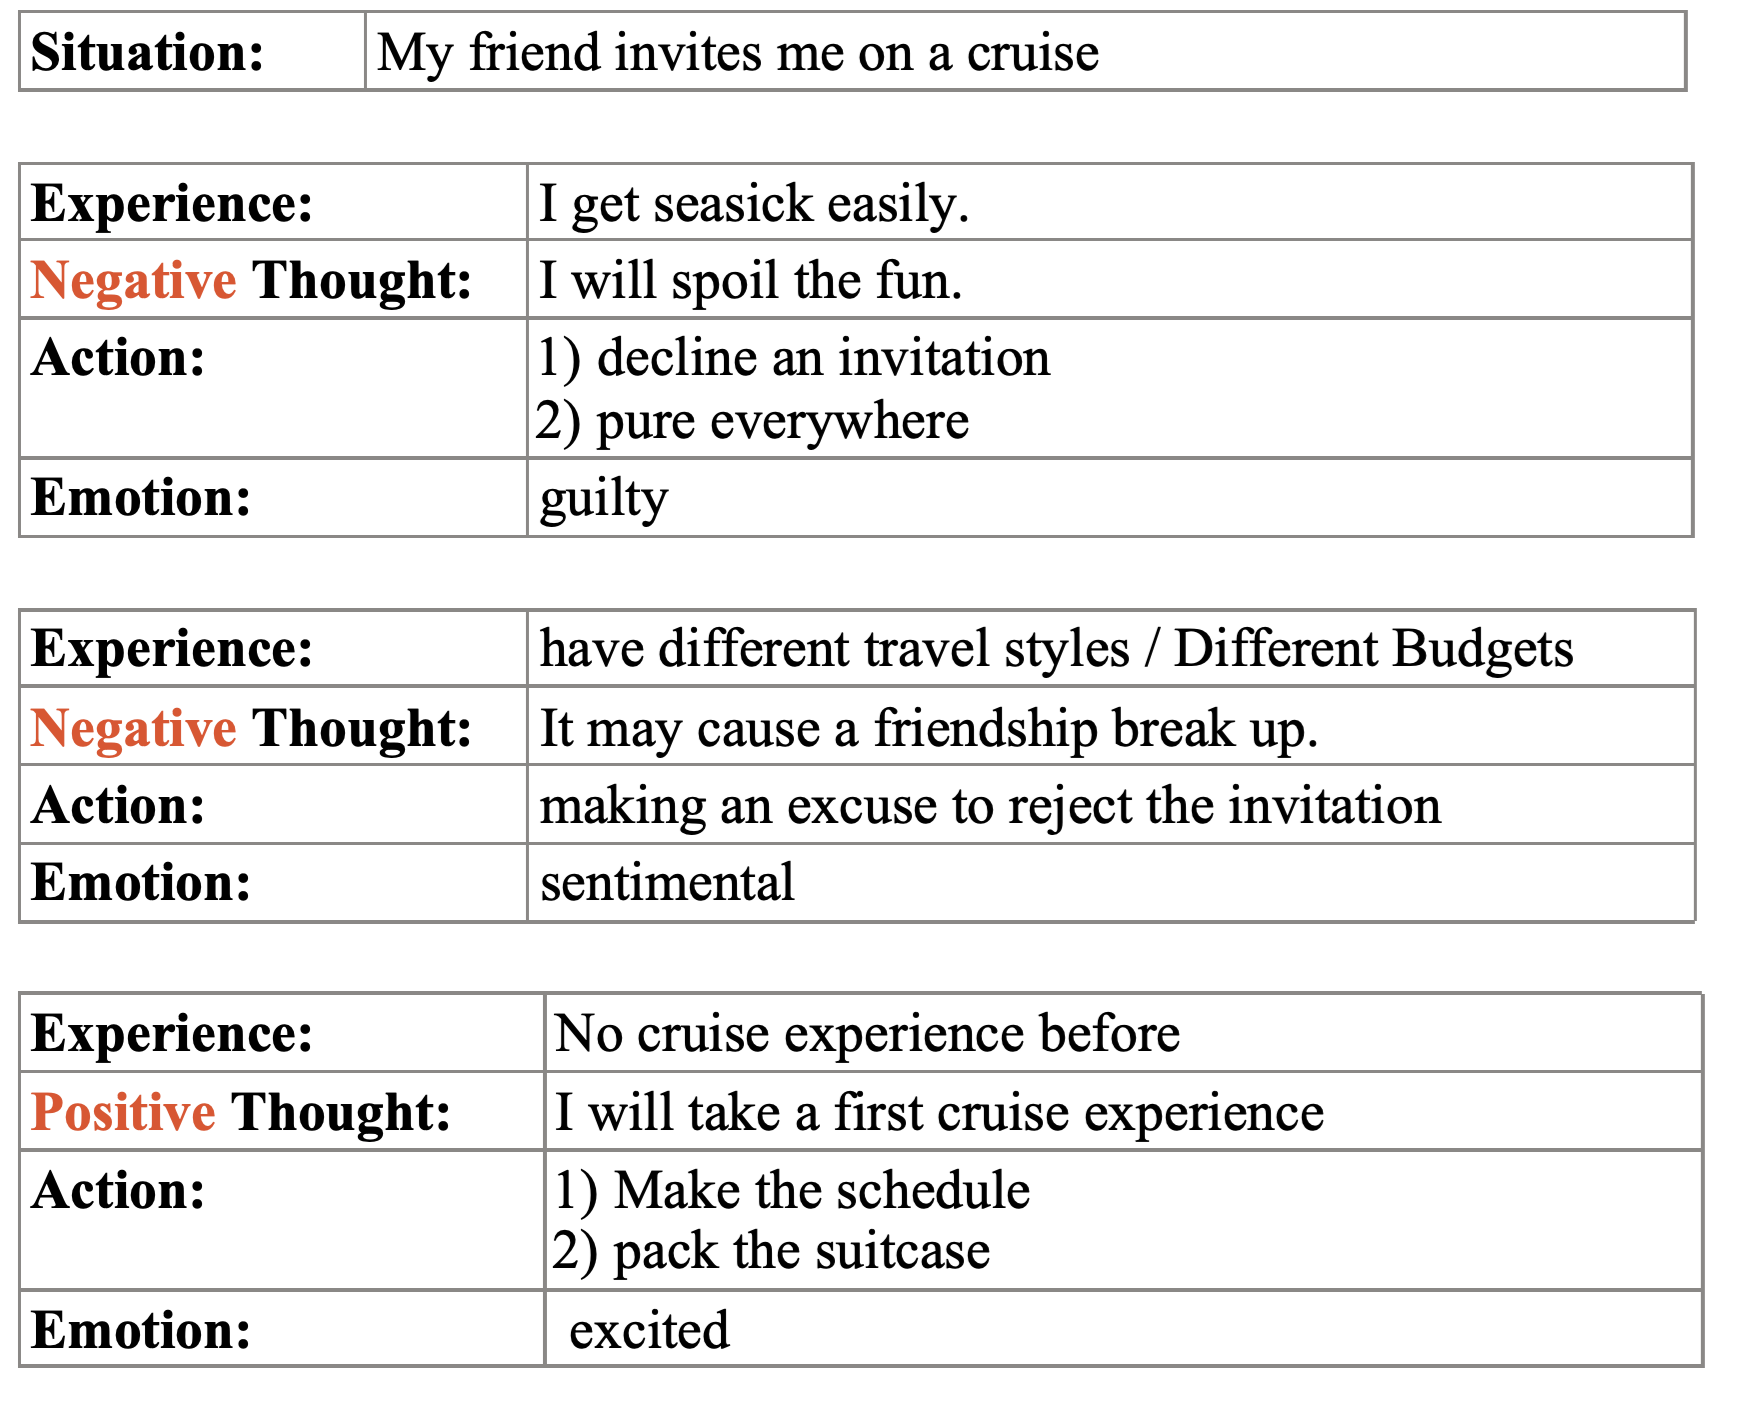 Situation: My friend invites me on a cruise
Experience: I get seasick easily.
Negative Thought: I will spoil the fun.
Action: 1) decline an invitation
2) pure everywhere
Emotion: guilty
Experience: have different travel styles / Different Budgets
Negative Thought: It may cause a friendship break up.
Action: making an excuse to reject the invitation
Emotion: sentimental
Experience: No cruise experience before
Positive Thought: I will take a first cruise experience
Action: 1) Make the schedule
2) pack the suitcase
Emotion: excited